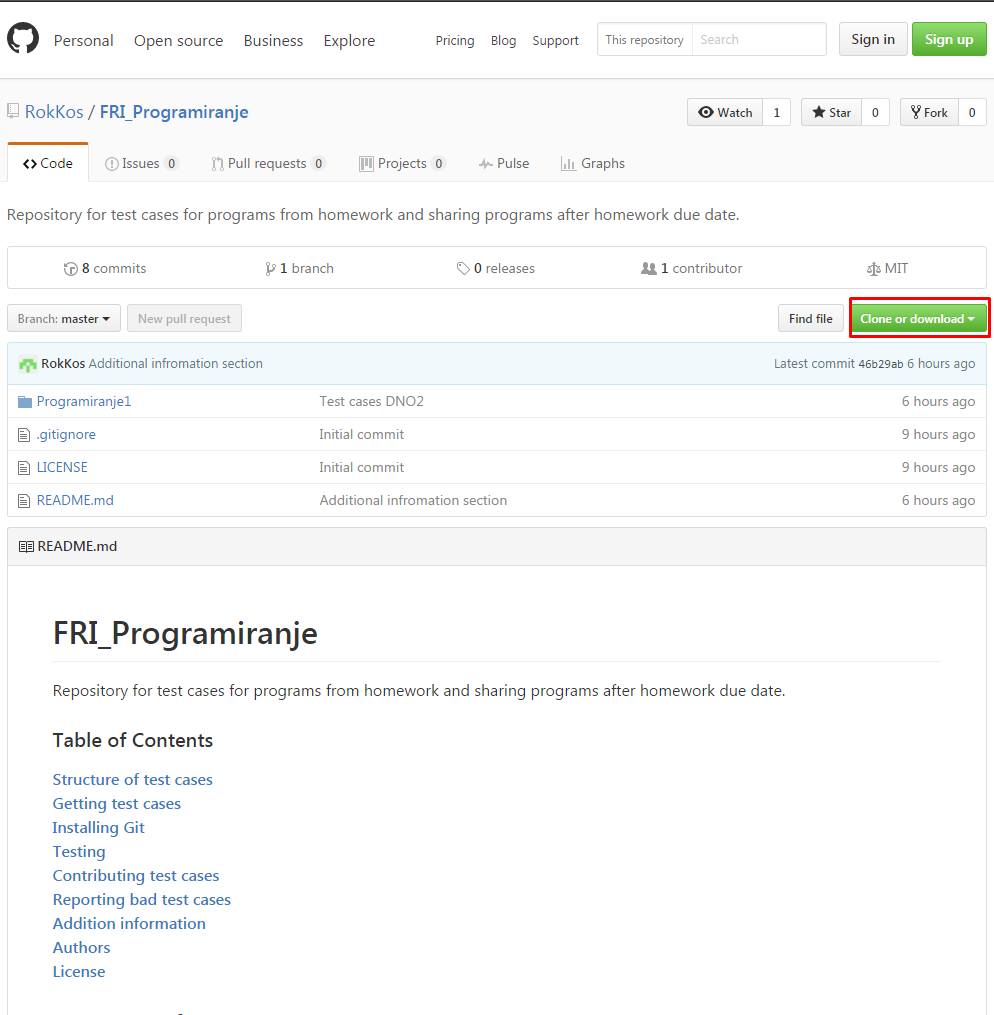 Personal Open source Business Explore Pricing Blog Support This repository Search Sign in Sign up
RokKos / FRI_Programiranje Watch 1 Star 0 Fork 0
Code Issues 0 Pull requests 0 Projects 0 Pulse Graphs
Repository for test cases for programs from homework and sharing programs after homework due date.
8 commits 1 branch 0 releases 1 contributor MIT
Branch: master New pull request Find file Clone or download
RokKos Additional infromation section Latest commit 46b29ab 6 hours ago
Programiranje1 Test cases DNO2 6 hours ago
.gitignore Initial commit 9 hours ago
LICENSE Initial commit 9 hours ago
README.md Additional infromation section 6 hours ago
README.md
FRI_Programiranje
Repository for test cases for programs from homework and sharing programs after homework due date.
Table of Contents
Structure of test cases
Getting test cases
Installing Git
Testing
Contributing test cases
Reporting bad test cases
Addition information
Authors
License